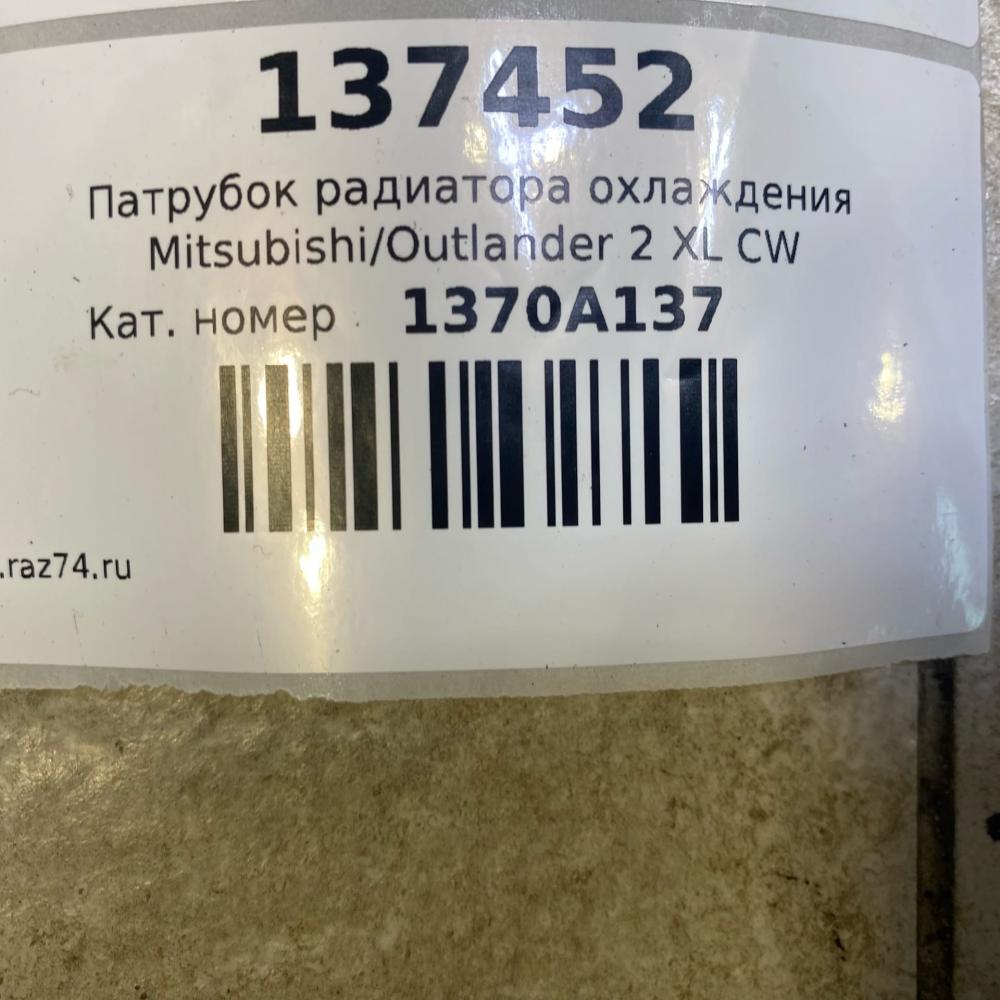 137452
Патрубок радиатора охлаждения
Mitsubishi/Outlander 2 XL CW
Кат. номер 1370A137
.raz74.ru